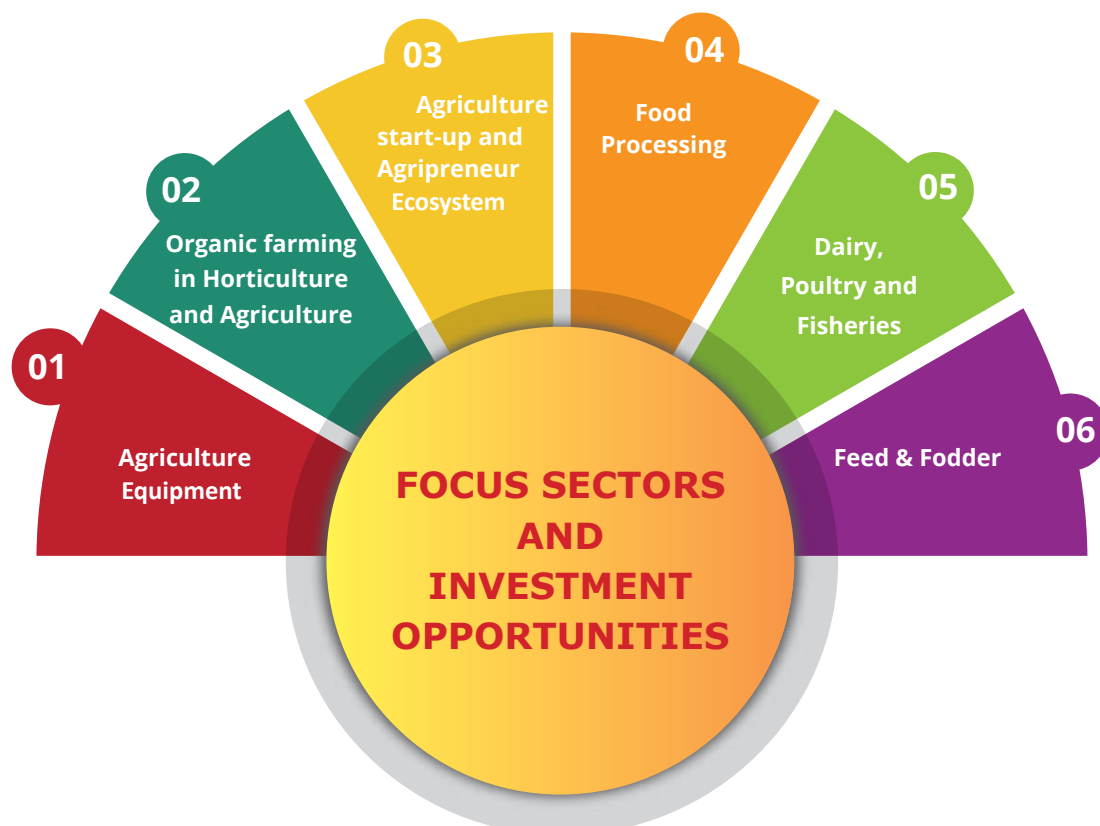 01
Agriculture
Equipment
02
Organic farming
in Horticulture
and Agriculture
03
Agriculture
start-up and
Agripreneur
Ecosystem
04
Food
Processing
05
Dairy,
Poultry and
Fisheries
06
Feed & Fodder
FOCUS SECTORS
AND
INVESTMENT
OPPORTUNITIES